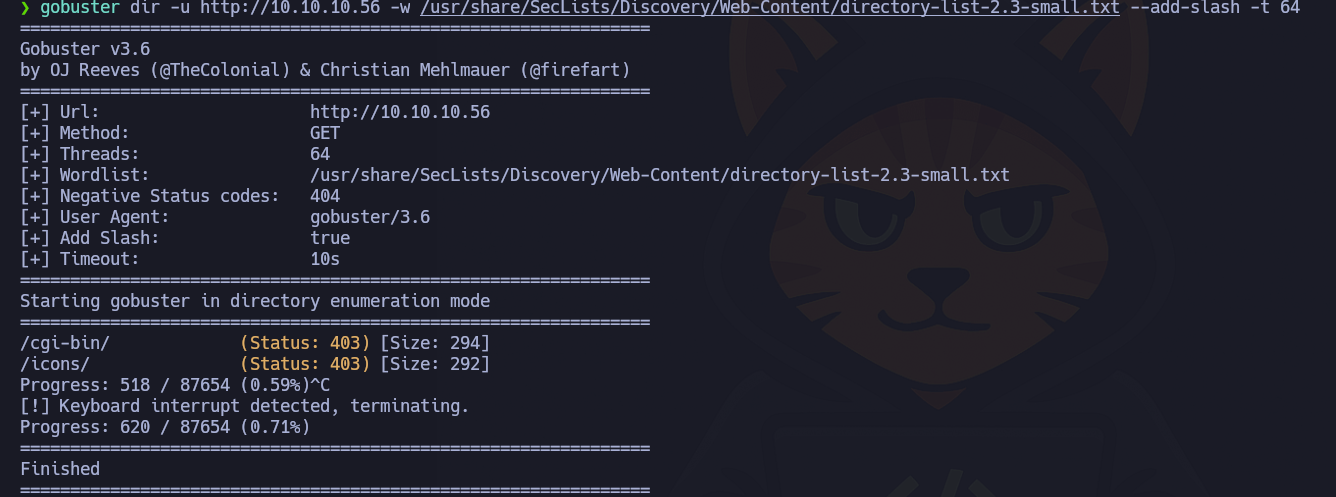 ❯ gobuster dir -u http://10.10.10.56 -w /usr/share/SecLists/Discovery/Web-Content/directory-list-2.3-small.txt --add-slash -t 64
===============================================================
Gobuster v3.6
by OJ Reeves (@TheColonial) & Christian Mehlmauer (@firefart)
===============================================================
[+] Url:                     http://10.10.10.56
[+] Method:                  GET
[+] Threads:                 64
[+] Wordlist:                /usr/share/SecLists/Discovery/Web-Content/directory-list-2.3-small.txt
[+] Negative Status codes:   404
[+] User Agent:              gobuster/3.6
[+] Add Slash:               true
[+] Timeout:                 10s
===============================================================
Starting gobuster in directory enumeration mode
===============================================================
/cgi-bin/             (Status: 403) [Size: 294]
/icons/               (Status: 403) [Size: 292]
Progress: 518 / 87654 (0.59%)^C
[!] Keyboard interrupt detected, terminating.
Progress: 620 / 87654 (0.71%)
===============================================================
Finished
===============================================================